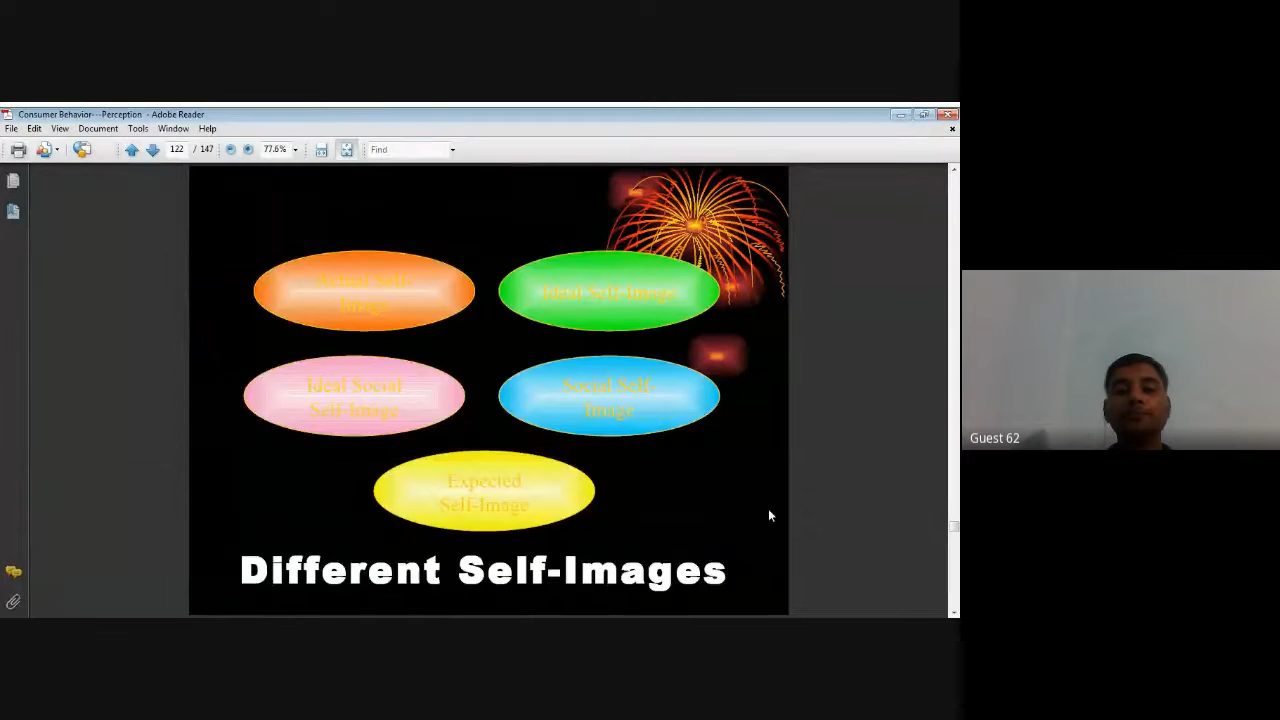 Consumer Behavior---Perception - Adobe Reader
File Edit View Document Tools Window Help
122 / 147 77.6% Find
Actual Self-
Image
Ideal Self-Image
Ideal Social
Self-Image
Social Self-
Image
Expected
Self-Image
Different Self-Images
Guest 62